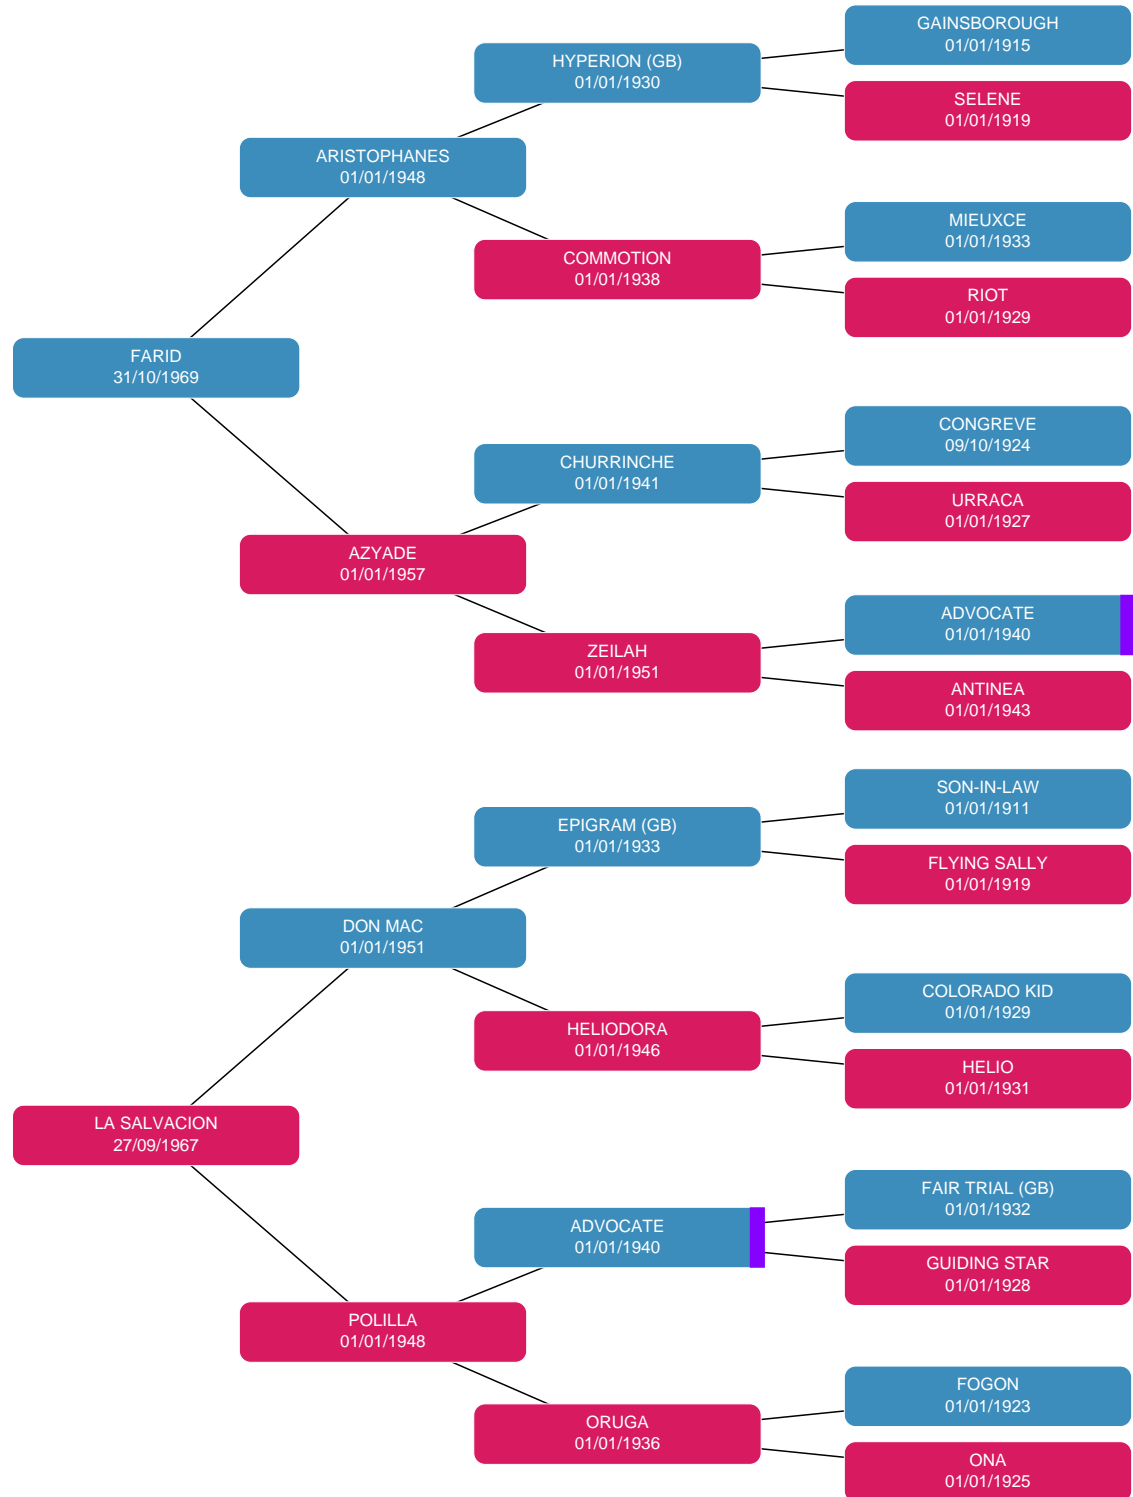 GAINSBOROUGH
01/01/1915
HYPERION (GB)
01/01/1930
SELENE
01/01/1919
ARISTOPHANES
01/01/1948
MIEUXCE
01/01/1933
COMMOTION
01/01/1938
RIOT
01/01/1929
FARID
31/10/1969
CONGREVE
09/10/1924
CHURRINCHE
01/01/1941
URRACA
01/01/1927
AZYADE
01/01/1957
ADVOCATE
01/01/1940
ZEILAH
01/01/1951
ANTINEA
01/01/1943
SON-IN-LAW
01/01/1911
EPIGRAM (GB)
01/01/1933
FLYING SALLY
01/01/1919
DON MAC
01/01/1951
COLORADO KID
01/01/1929
HELIODORA
01/01/1946
HELIO
01/01/1931
LA SALVACION
27/09/1967
FAIR TRIAL (GB)
01/01/1932
ADVOCATE
01/01/1940
GUIDING STAR
01/01/1928
POLILLA
01/01/1948
FOGON
01/01/1923
ORUGA
01/01/1936
ONA
01/01/1925